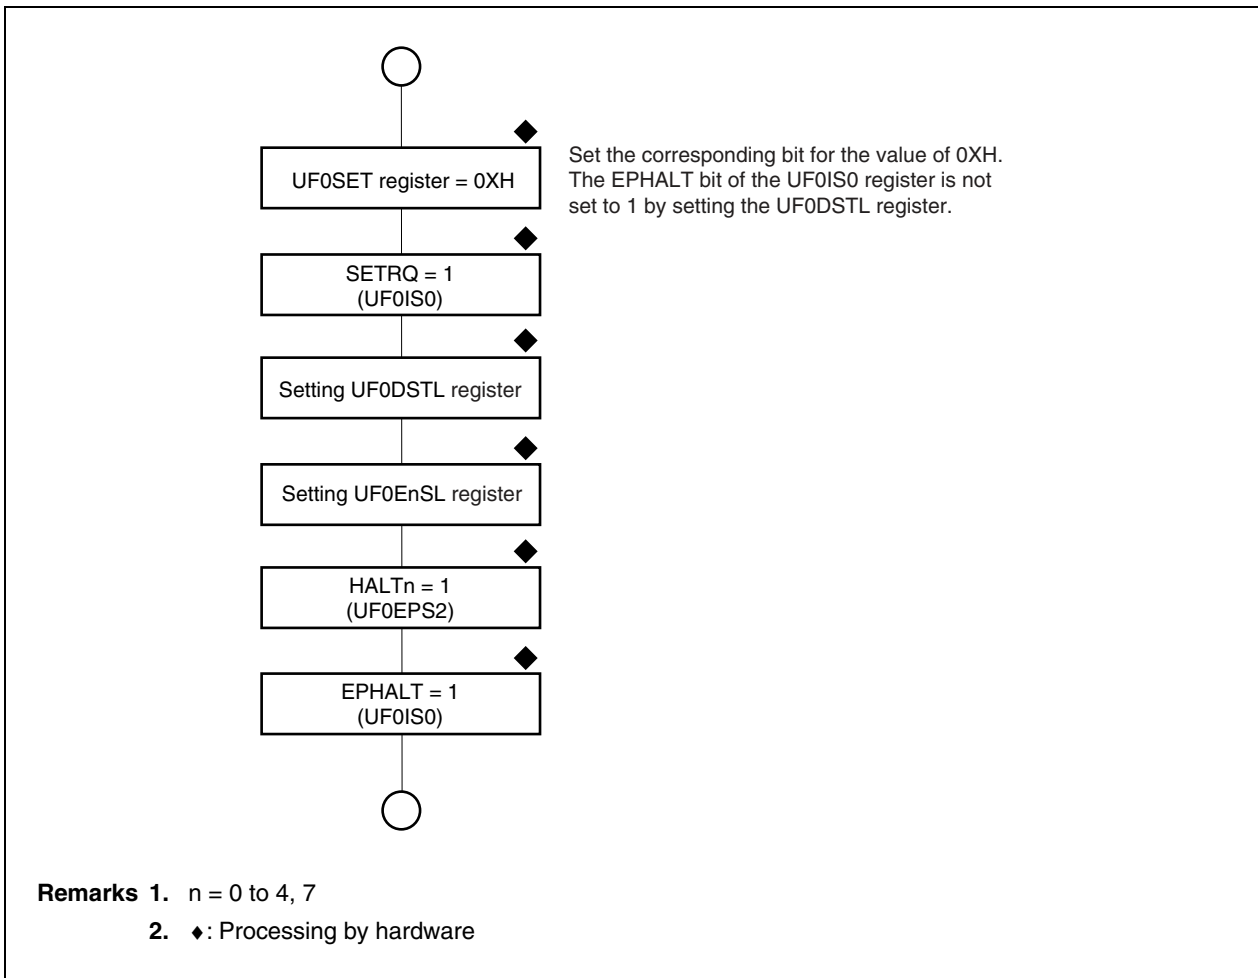 UF0SET register = 0XH
Set the corresponding bit for the value of 0XH.
The EPHALT bit of the UF0IS0 register is not
set to 1 by setting the UF0DSTL register.
SETRQ = 1
(UF0IS0)
Setting UF0DSTL register
Setting UF0EnSL register
HALTn = 1
(UF0EPS2)
EPHALT = 1
(UF0IS0)
Remarks 1. n = 0 to 4, 7
2. ♦: Processing by hardware